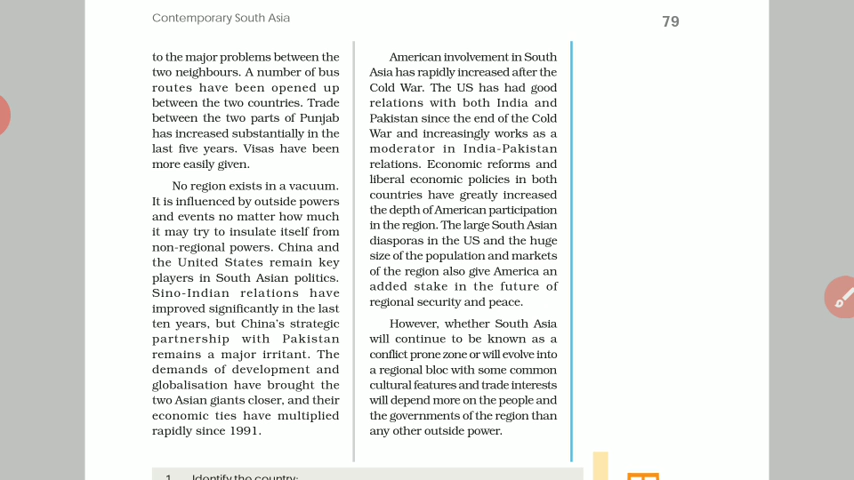 Contemporary South Asia
79
to the major problems between the
two neighbours. A number of bus
routes have been opened up
between the two countries. Trade
between the two parts of Punjab
has increased substantially in the
last five years. Visas have been
more easily given.
No region exists in a vacuum.
It is influenced by outside powers
and events no matter how much
it may try to insulate itself from
non-regional powers. China and
the United States remain key
players in South Asian politics.
Sino-Indian relations have
improved significantly in the last
ten years, but China's strategic
partnership with Pakistan
remains a major irritant. The
demands of development and
globalisation have brought the
two Asian giants closer, and their
economic ties have multiplied
rapidly since 1991.
American involvement in South
Asia has rapidly increased after the
Cold War. The US has had good
relations with both India and
Pakistan since the end of the Cold
War and increasingly works as a
moderator in India-Pakistan
relations. Economic reforms and
liberal economic policies in both
countries have greatly increased
the depth of American participation
in the region. The large South Asian
diasporas in the US and the huge
size of the population and markets
of the region also give America an
added stake in the future of
regional security and peace.
However, whether South Asia
will continue to be known as a
conflict prone zone or will evolve into
a regional bloc with some common
cultural features and trade interests
will depend more on the people and
the governments of the region than
any other outside power.
1. Identify the country: